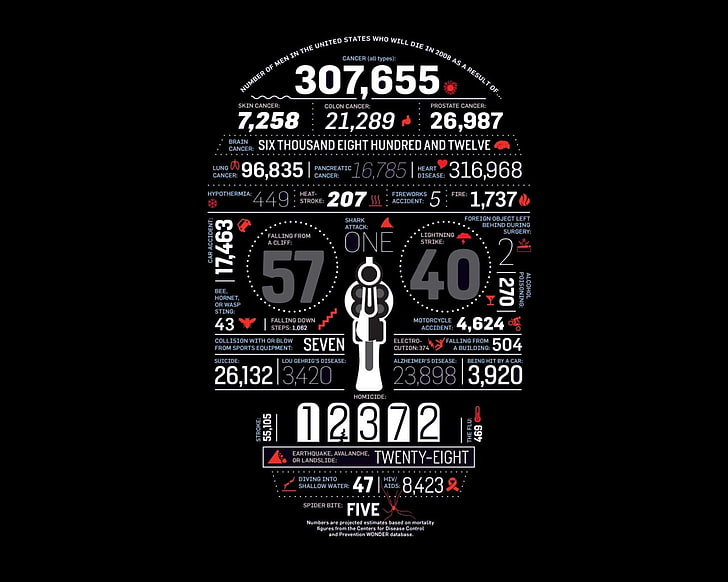 NUMBER OF MEN IN THE UNITED STATES WHO WILL DIE IN 2008 AS A RESULT OF...
CANCER (all types):
307,655
SKIN CANCER:
7,258
COLON CANCER:
21,289
PROSTATE CANCER:
26,987
BRAIN
CANCER:
SIX THOUSAND EIGHT HUNDRED AND TWELVE
LUNG
CANCER:
96,835
PANCREATIC
CANCER:
16,785
HEART
DISEASE:
316,968
HYPOTHERMIA:
449
HEAT-
STROKE:
207
FIREWORKS
ACCIDENT:
5
FIRE:
1,737
CAR ACCIDENT:
17,463
FALLING FROM
A CLIFF:
57
SHARK
ATTACK:
ONE
LIGHTNING
STRIKE:
40
FOREIGN OBJECT LEFT
BEHIND DURING
SURGERY:
2
ALCOHOL
POISONING:
270
BEE,
HORNET,
OR WASP
STING:
43
FALLING DOWN
STEPS: 1,062
MOTORCYCLE
ACCIDENT:
4,624
COLLISION WITH OR BLOW
FROM SPORTS EQUIPMENT:
SEVEN
ELECTRO-
CUTION: 374
FALLING FROM
A BUILDING:
504
SUICIDE:
26,132
LOU GEHRIG'S DISEASE:
3,420
ALZHEIMER'S DISEASE:
23,898
BEING HIT BY A CAR:
3,920
HOMICIDE:
12372
STROKE:
55,105
THE FLU:
469
EARTHQUAKE, AVALANCHE,
OR LANDSLIDE:
TWENTY-EIGHT
DIVING INTO
SHALLOW WATER:
47
HIV/
AIDS:
8,423
SPIDER BITE:
FIVE
Numbers are projected estimates based on mortality
figures from the Centers for Disease Control
and Prevention WONDER database.